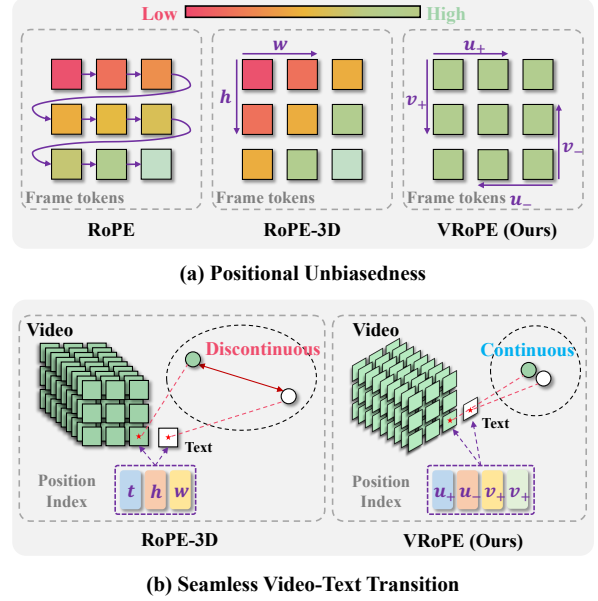 Low High
w
h
Frame tokens
RoPE
Frame tokens
RoPE-3D
u₊
v₊
v₋
Frame tokens
u₋
VRoPE (Ours)
(a) Positional Unbiasedness
Video
Discontinuous
Text
Position
Index
t h w
RoPE-3D
Video
Continuous
Text
Position
Index
u₊ u₋ v₊ v₊
VRoPE (Ours)
(b) Seamless Video-Text Transition